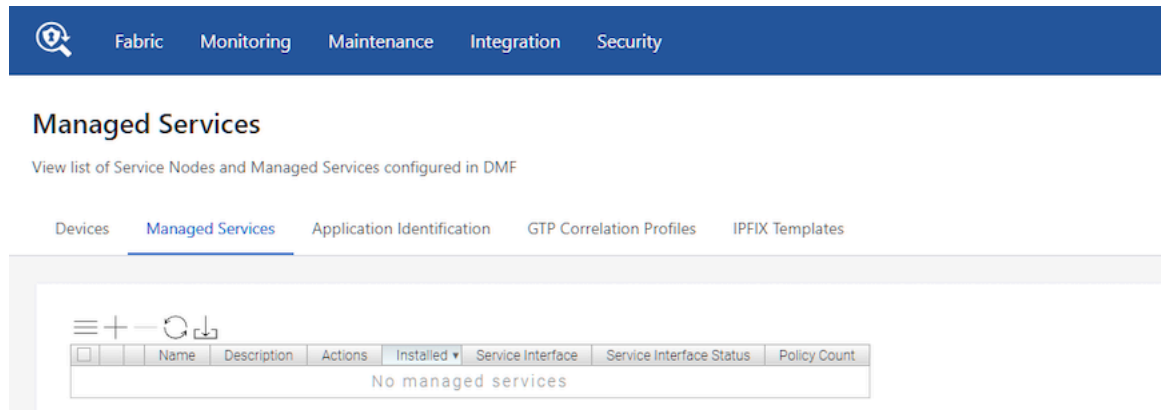 Fabric Monitoring Maintenance Integration Security
Managed Services
View list of Service Nodes and Managed Services configured in DMF
Devices Managed Services Application Identification GTP Correlation Profiles IPFIX Templates
Name Description Actions Installed Service Interface Service Interface Status Policy Count
No managed services